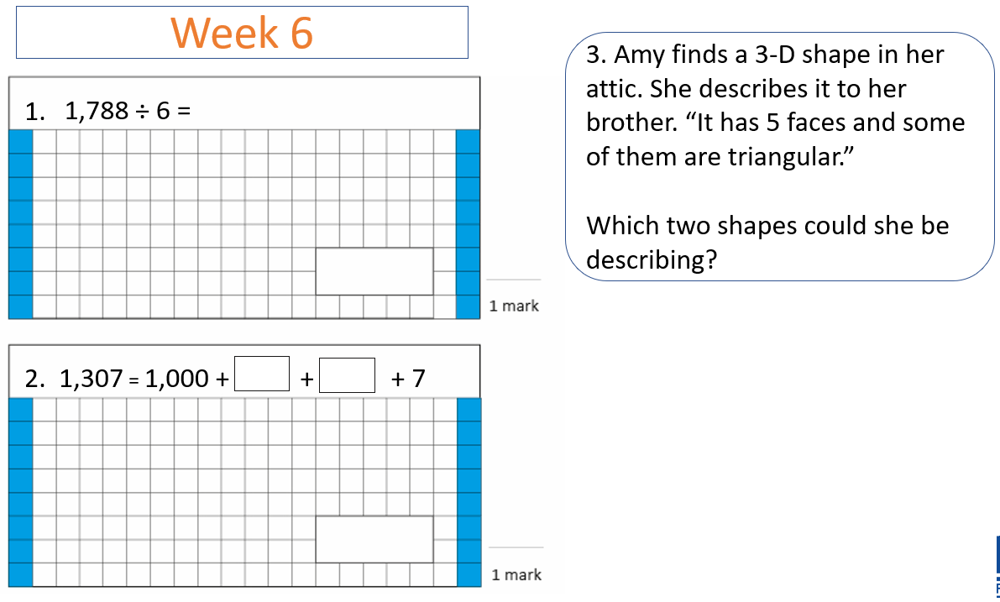 Week 6
1. 1,788 ÷ 6 =
1 mark
2. 1,307 = 1,000 + + + 7
1 mark
3. Amy finds a 3-D shape in her
attic. She describes it to her
brother. “It has 5 faces and some
of them are triangular.”
Which two shapes could she be
describing?